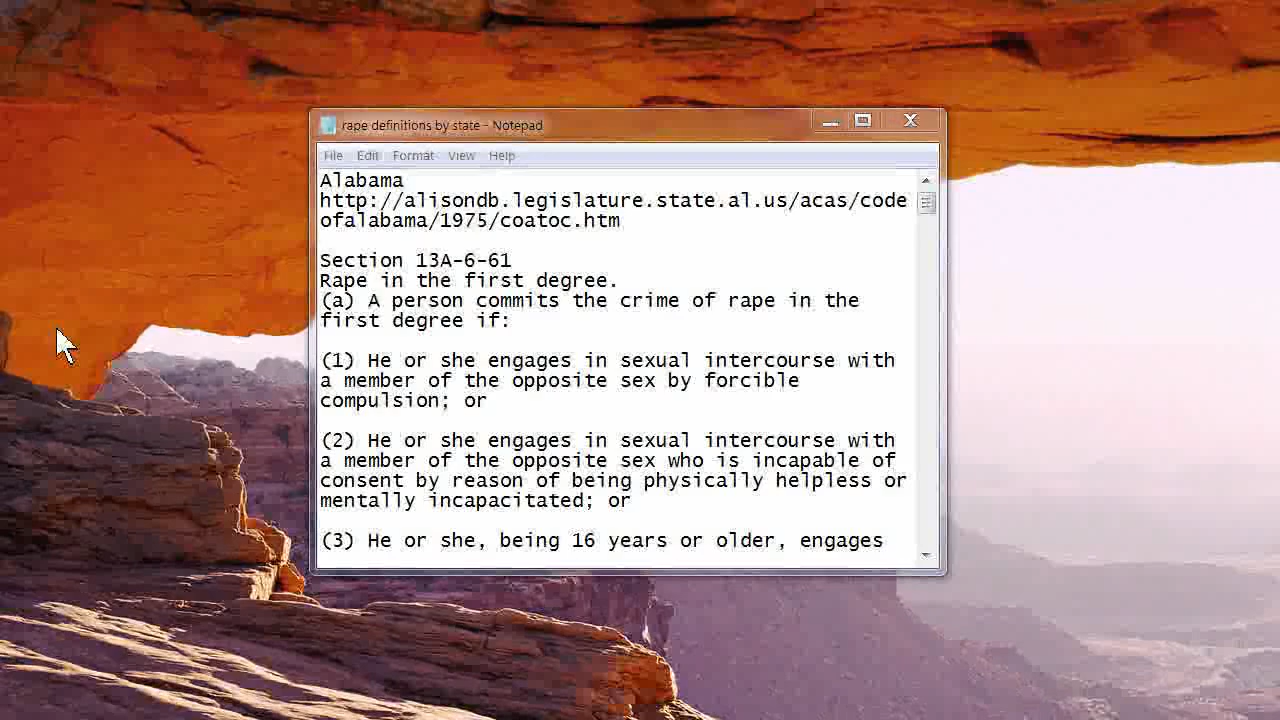 rape definitions by state - Notepad
File Edit Format View Help
Alabama
http://alisondb.legislature.state.al.us/acas/code
ofalabama/1975/coatoc.htm
Section 13A-6-61
Rape in the first degree.
(a) A person commits the crime of rape in the
first degree if:
(1) He or she engages in sexual intercourse with
a member of the opposite sex by forcible
compulsion; or
(2) He or she engages in sexual intercourse with
a member of the opposite sex who is incapable of
consent by reason of being physically helpless or
mentally incapacitated; or
(3) He or she, being 16 years or older, engages